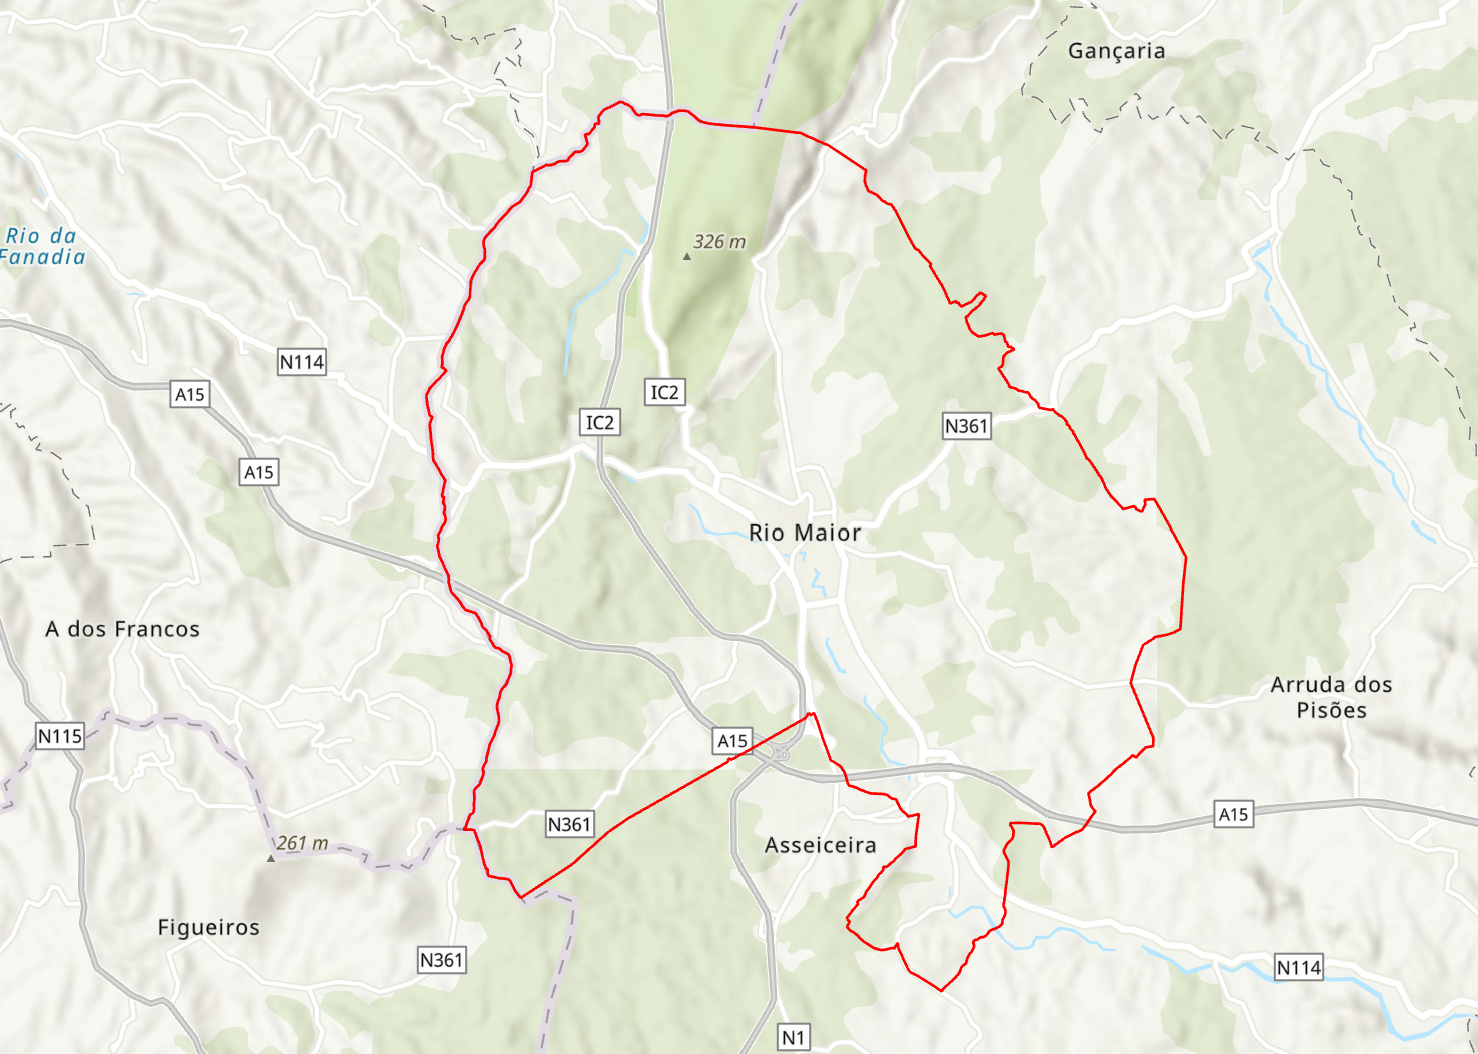 Gançaria
Rio da
Fanadia
326 m
N114
A15
IC2
IC2
N361
A15
Rio Maior
A dos Francos
Arruda dos
Pisões
N115
A15
A15
N361
Asseiceira
261 m
Figueiros
N361
N114
N1